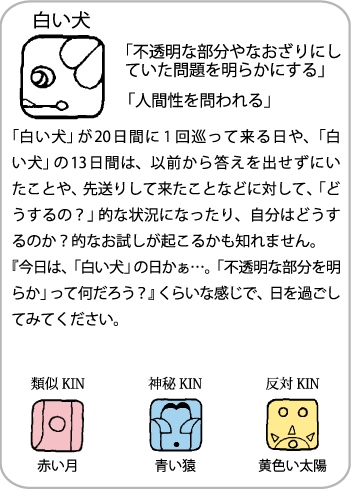 白い犬
「不透明な部分やなおざりにし
ていた問題を明らかにする」
「人間性を問われる」
「白い犬」が20日間に1回巡って来る日や、「白
い犬」の13日間は、以前から答えを出せずにい
たことや、先送りして来たことなどに対して、「ど
うするの?」的な状況になったり、自分はどうす
るのか?的なお試しが起こるかも知れません。
『今日は、「白い犬」の日かぁ…。「不透明な部分を明
らか」って何だろう?』くらいな感じで、日を過ごし
てみてください。
類似 KIN
神秘 KIN
反対 KIN
赤い月
青い猿
黄色い太陽